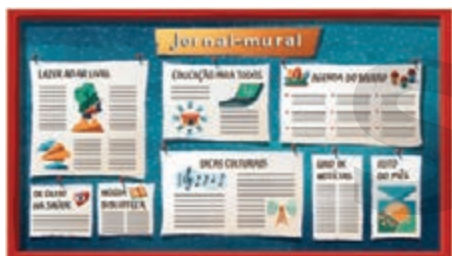 Jornal-mural
LAZER AO AR LIVRE
EDUCAÇÃO PARA TODOS
AGENDA DO BAIRRO
DICAS CULTURAIS
GIRO DE
NOTÍCIAS
FOTO
DO MÊS
DE OLHO
NA SAÚDE
NOSSA
BIBLIOTECA